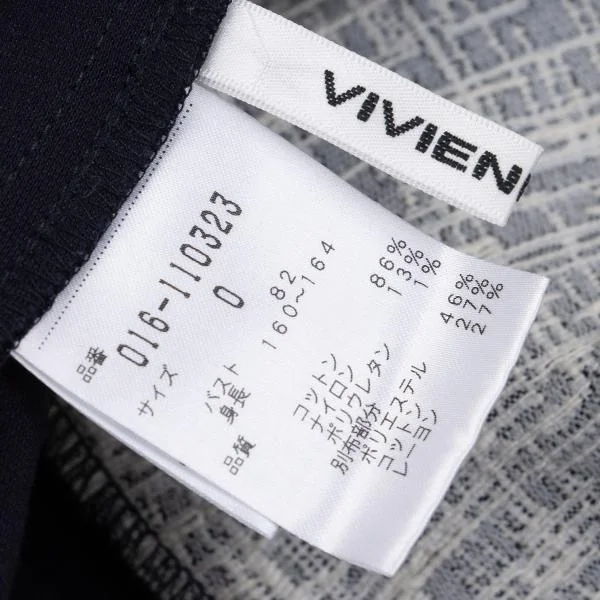 VIVIEN
品番 016-110323
サイズ 0
バスト 82
身長 160~164
品質
コットン 86%
ナイロン 13%
ポリウレタン 1%
別布部分
ポリエステル 46%
コットン 27%
レーヨン 27%